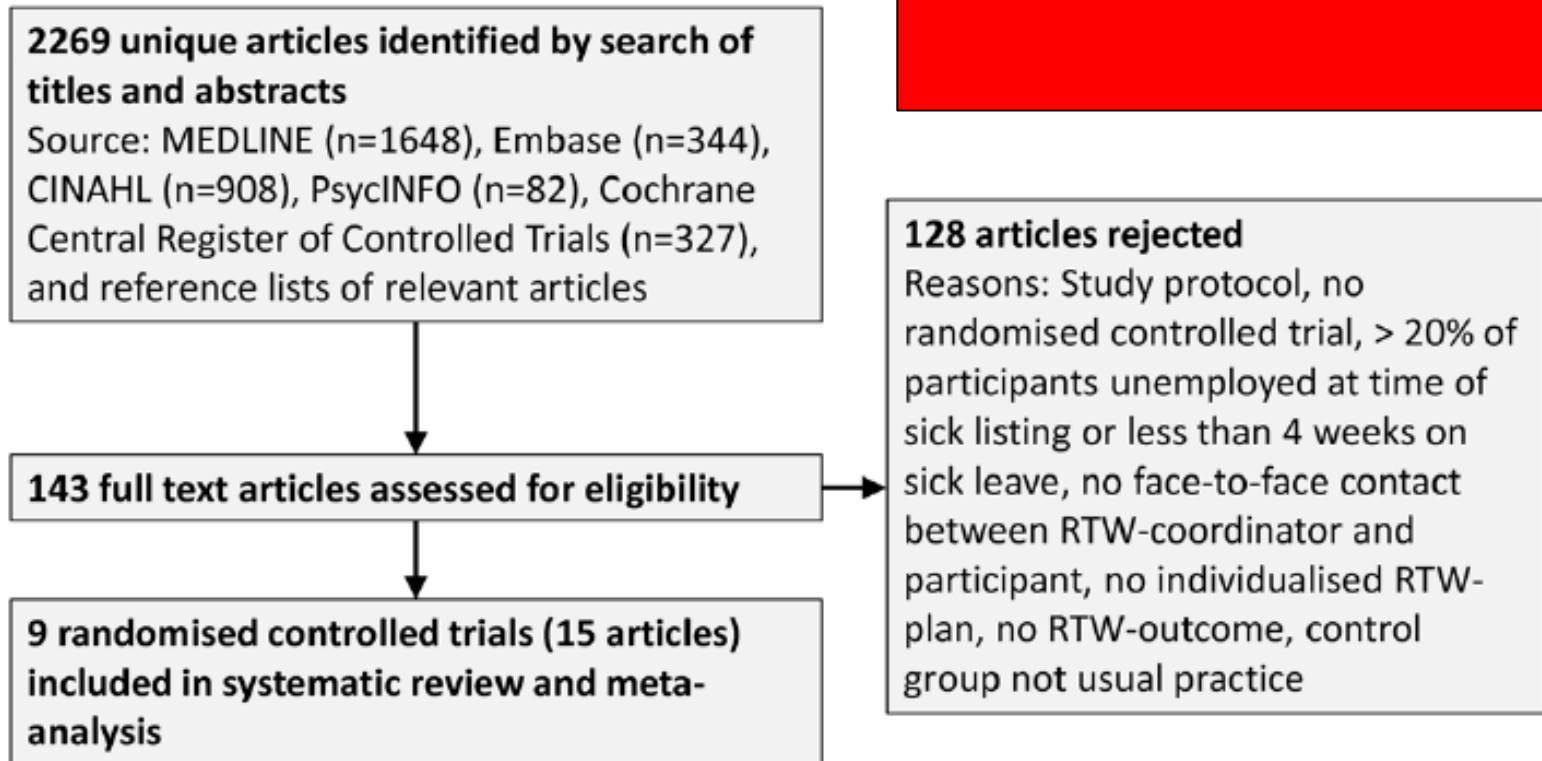 2269 unique articles identified by search of
titles and abstracts
Source: MEDLINE (n=1648), Embase (n=344),
CINAHL (n=908), PsycINFO (n=82), Cochrane
Central Register of Controlled Trials (n=327),
and reference lists of relevant articles
143 full text articles assessed for eligibility
128 articles rejected
Reasons: Study protocol, no
randomised controlled trial, > 20% of
participants unemployed at time of
sick listing or less than 4 weeks on
sick leave, no face-to-face contact
between RTW-coordinator and
participant, no individualised RTW-
plan, no RTW-outcome, control
group not usual practice
9 randomised controlled trials (15 articles)
included in systematic review and meta-
analysis